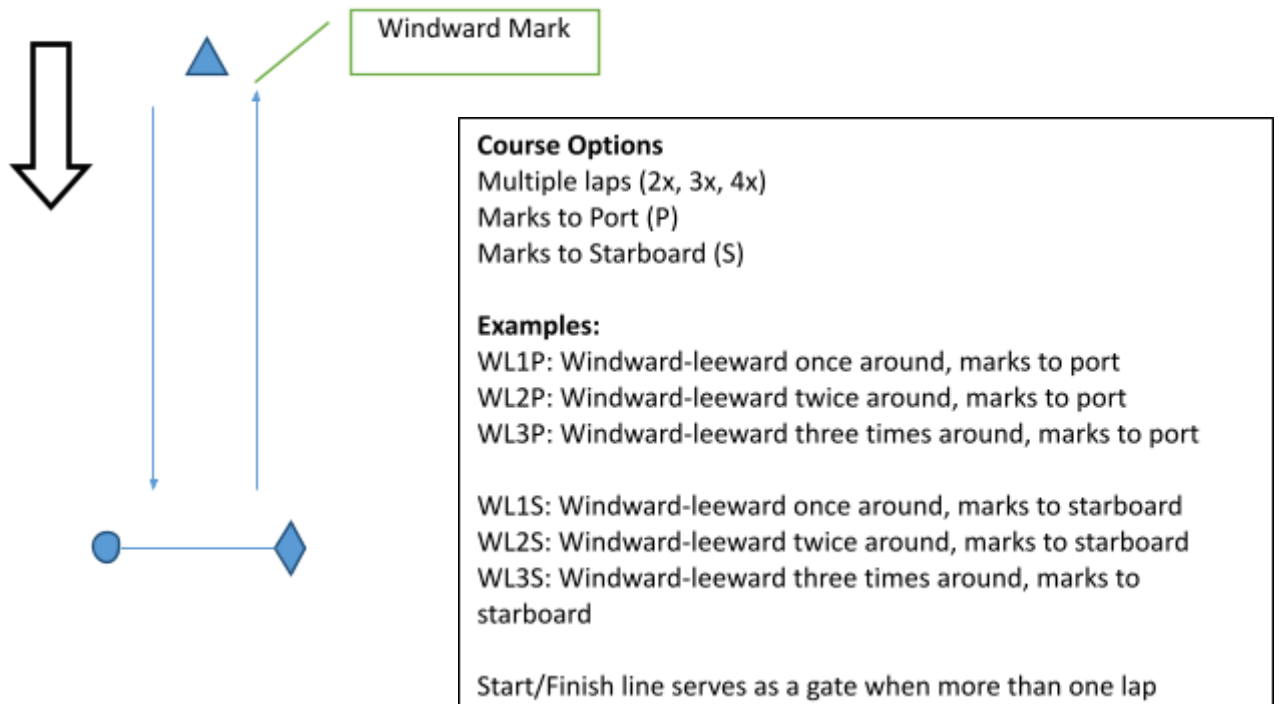 Windward Mark
Course Options
Multiple laps (2x, 3x, 4x)
Marks to Port (P)
Marks to Starboard (S)
Examples:
WL1P: Windward-leeward once around, marks to port
WL2P: Windward-leeward twice around, marks to port
WL3P: Windward-leeward three times around, marks to port
WL1S: Windward-leeward once around, marks to starboard
WL2S: Windward-leeward twice around, marks to starboard
WL3S: Windward-leeward three times around, marks to
starboard
Start/Finish line serves as a gate when more than one lap